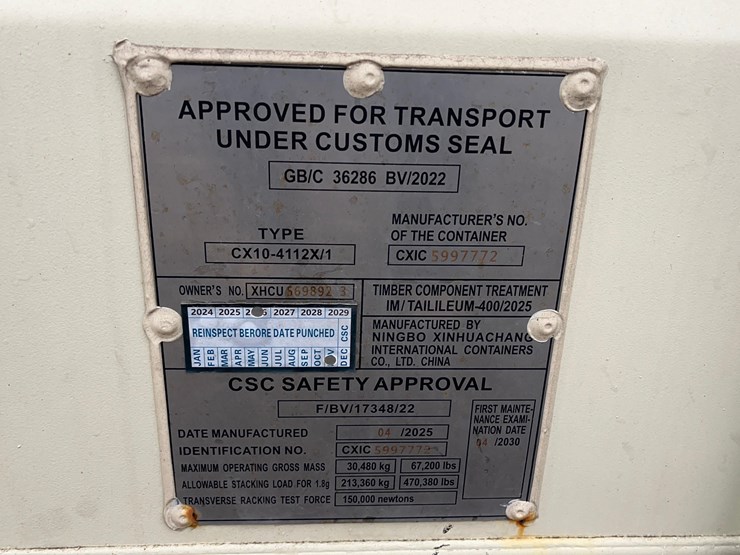 APPROVED FOR TRANSPORT
UNDER CUSTOMS SEAL
GB/C 36286 BV/2022
MANUFACTURER'S NO.
OF THE CONTAINER
TYPE
CX10-4112X/1
CXIC 5997772
OWNER'S NO. XHCU 569892 3
TIMBER COMPONENT TREATMENT
IM/TAILILEUM-400/2025
2024 2025 2027 2028 2029
REINSPECT BERORE DATE PUNCHED
JAN FEB MAR APR MAY JUN JUL AUG SEP OCT DEC CSC
MANUFACTURED BY
NINGBO XINHUACHANG
INTERNATIONAL CONTAINERS
CO., LTD. CHINA
CSC SAFETY APPROVAL
F/BV/17348/22
DATE MANUFACTURED 04 /2025
IDENTIFICATION NO. CXIC
MAXIMUM OPERATING GROSS MASS 30,480 kg 67,200 lbs
ALLOWABLE STACKING LOAD FOR 1.8g 213,360 kg 470,380 lbs
TRANSVERSE RACKING TEST FORCE 150,000 newtons
FIRST MAINTE-
NANCE EXAMI-
NATION DATE
04 /2030